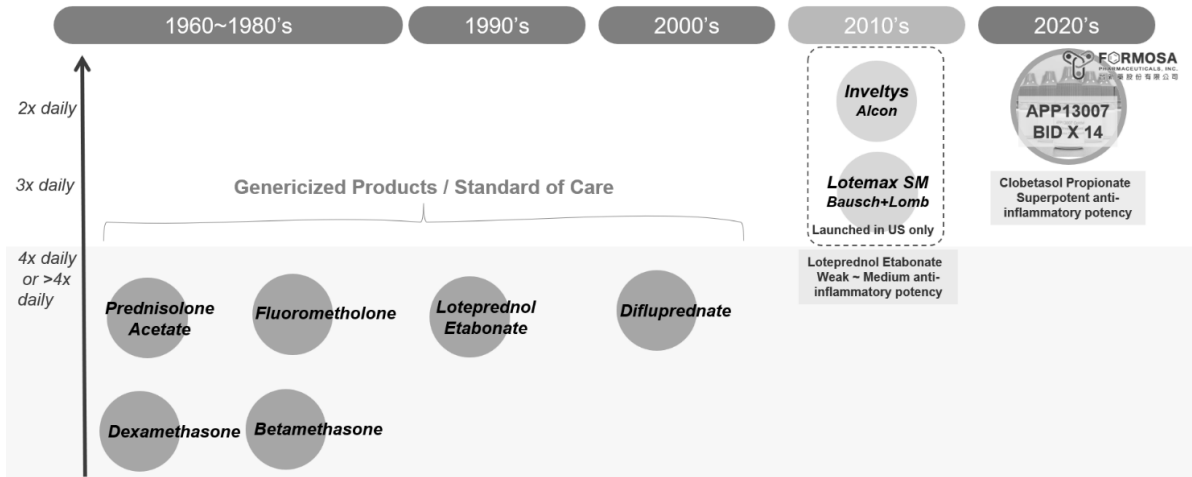 1960~1980's
1990's
2000's
2010's
2020's
FORMOSA
PHARMACEUTICALS, INC.
2x daily
Inveltys
Alcon
APP13007
BID X 14
3x daily
Genericized Products / Standard of Care
Lotemax SM
Bausch+Lomb
Launched in US only
Clobetasol Propionate
Superpotent anti-
inflammatory potency
4x daily
or >4x
daily
Loteprednol Etabonate
Weak ~ Medium anti-
inflammatory potency
Prednisolone
Acetate
Fluorometholone
Loteprednol
Etabonate
Difluprednate
Dexamethasone
Betamethasone